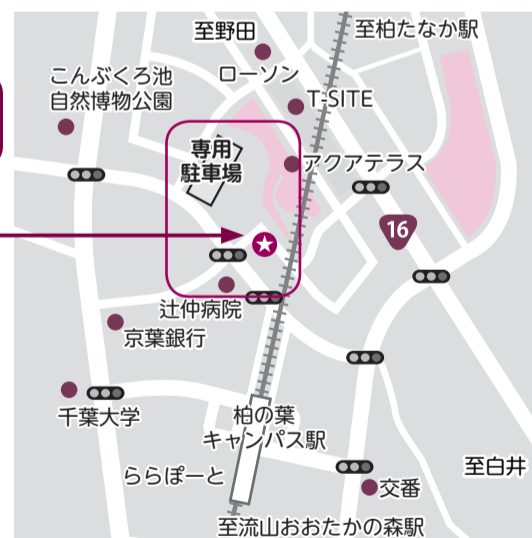 至野田
至柏たなか駅
こんぶくろ池
自然博物公園
ローソン
T-SITE
専用
駐車場
アクアテラス
16
辻仲病院
京葉銀行
千葉大学
柏の葉
キャンパス駅
ららぽーと
至白井
交番
至流山おおたかの森駅